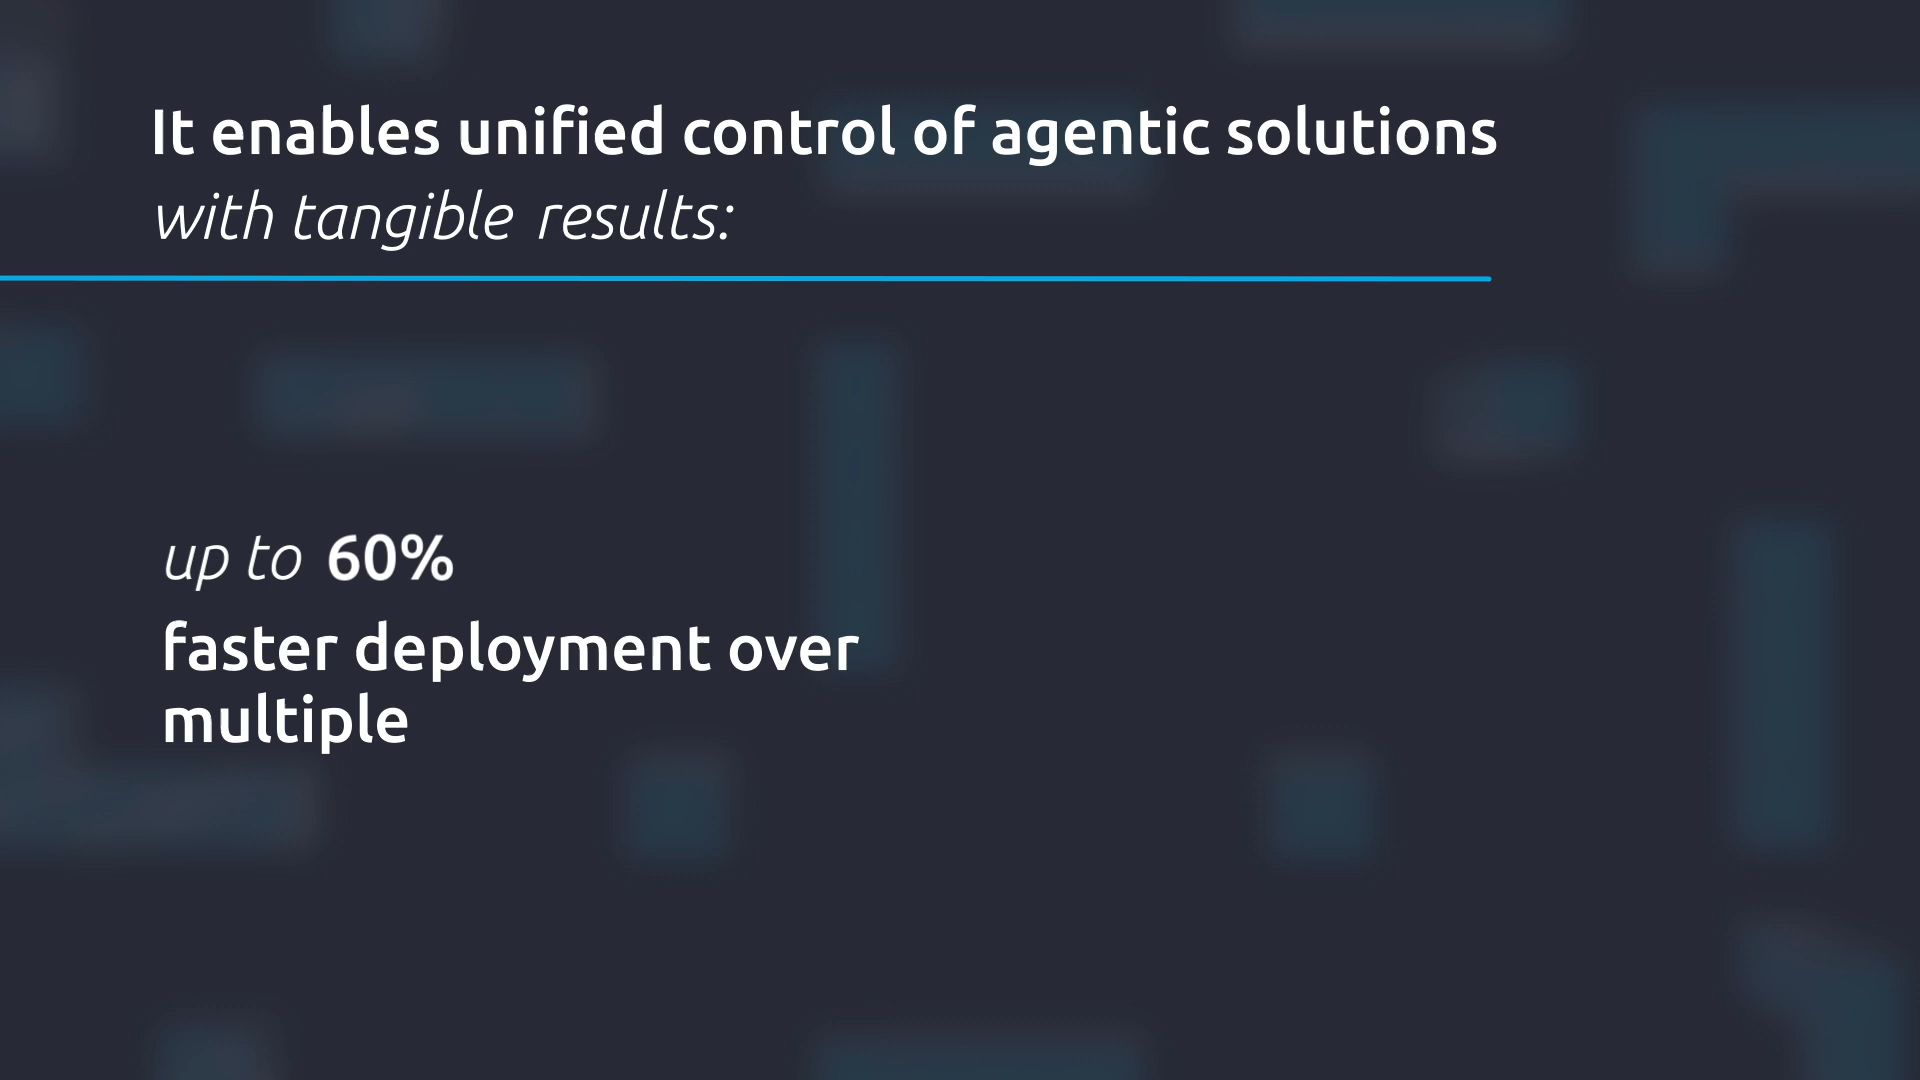 It enables unified control of agentic solutions
with tangible results:
up to 60%
faster deployment over
multiple